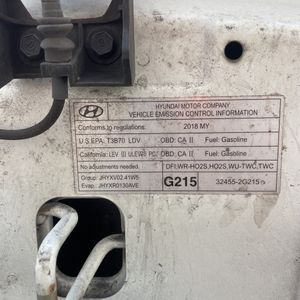 HYUNDAI MOTOR COMPANY
VEHICLE EMISSION CONTROL INFORMATION
Conforms to regulations: 2018 MY
U.S.EPA: T3B70 LDV OBD: CA II Fuel: Gasoline
California: LEV III ULEV70 PC OBD: CA II Fuel: Gasoline
No adjustments needed. DFI,WR-HO2S,HO2S,WU-TWC,TWC
Group: JHYXV02.41W5
Evap: JHYXR0130AVE G215 32455-2G215